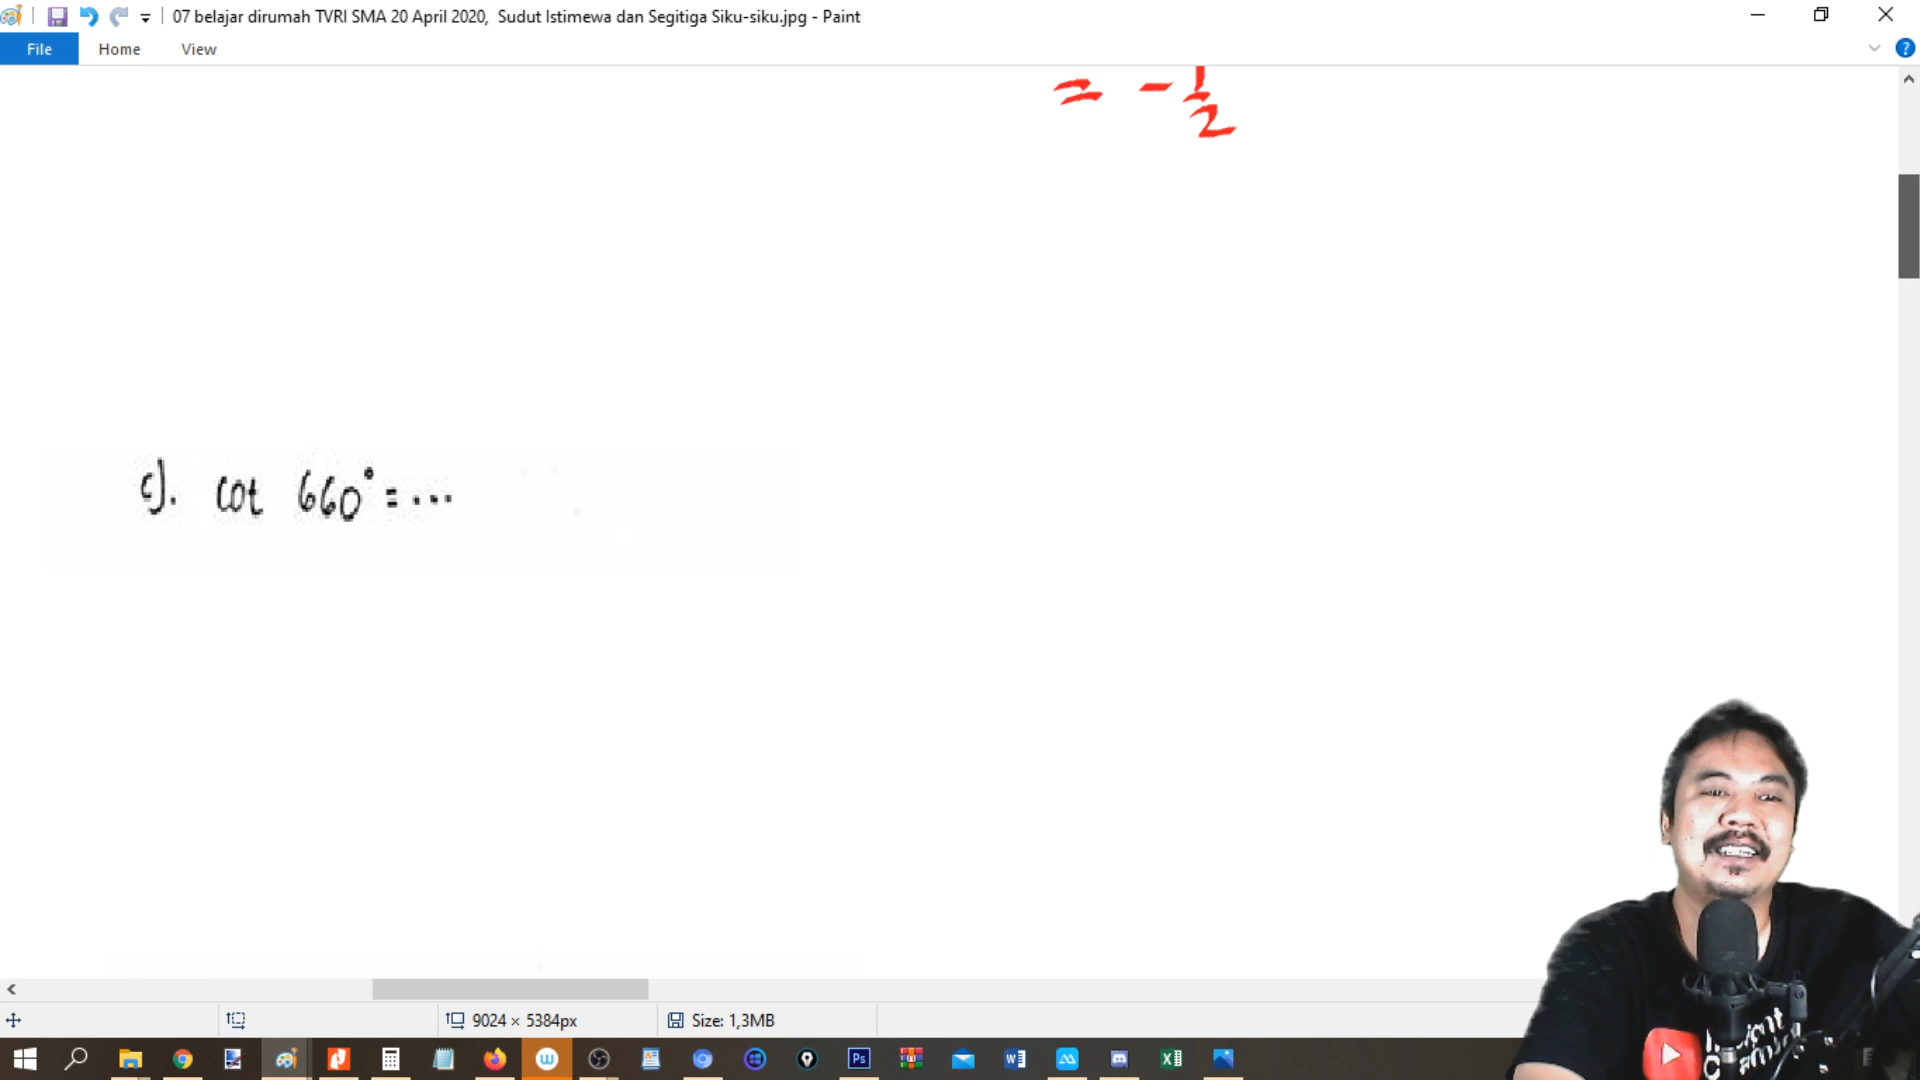 07 belajar dirumah TVRI SMA 20 April 2020, Sudut Istimewa dan Segitiga Siku-siku.jpg - Paint
File Home View
= - 1/2
c). cot 660° = ...
9024 × 5384px Size: 1,3MB